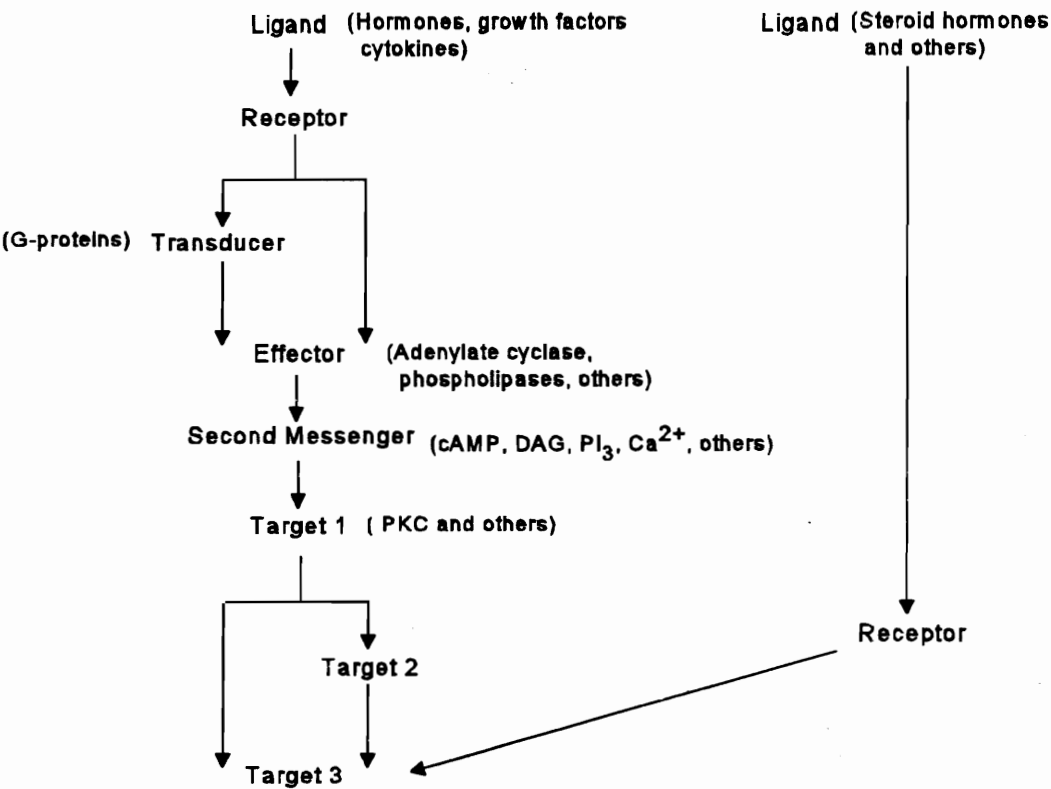 Ligand (Hormones, growth factors
cytokines)
Ligand (Steroid hormones
and others)
Receptor
(G-proteins) Transducer
Effector (Adenylate cyclase,
phospholipases, others)
Second Messenger (cAMP, DAG, PI₃, Ca²⁺, others)
Target 1 ( PKC and others)
Receptor
Target 2
Target 3